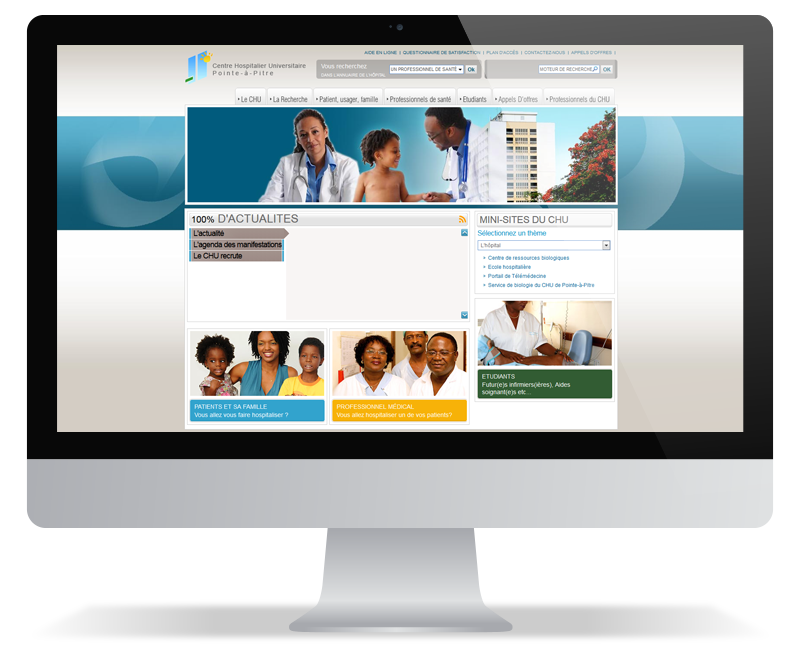 AIDE EN LIGNE | QUESTIONNAIRE DE SATISFACTION | PLAN D'ACCÈS | CONTACTEZ-NOUS | APPELS D'OFFRES |
Centre Hospitalier Universitaire
Pointe-à-Pitre
Vous recherchez
DANS L'ANNUAIRE DE L'HÔPITAL
UN PROFESSIONNEL DE SANTÉ
Ok
MOTEUR DE RECHERCHE
OK
Le CHU
La Recherche
Patient, usager, famille
Professionnels de santé
Etudiants
Appels D'offres
Professionnels du CHU
100% D'ACTUALITES
L'actualité
L'agenda des manifestations
Le CHU recrute
MINI-SITES DU CHU
Sélectionnez un thème
L'hôpital
Centre de ressources biologiques
École hospitalière
Portail de Télémédecine
Service de biologie du CHU de Pointe-à-Pitre
PATIENTS ET SA FAMILLE
Vous allez vous faire hospitaliser ?
PROFESSIONNEL MÉDICAL
Vous allez hospitaliser un de vos patients?
ETUDIANTS
Futur(e)s infirmiers(ières), Aides
soignant(e)s etc...